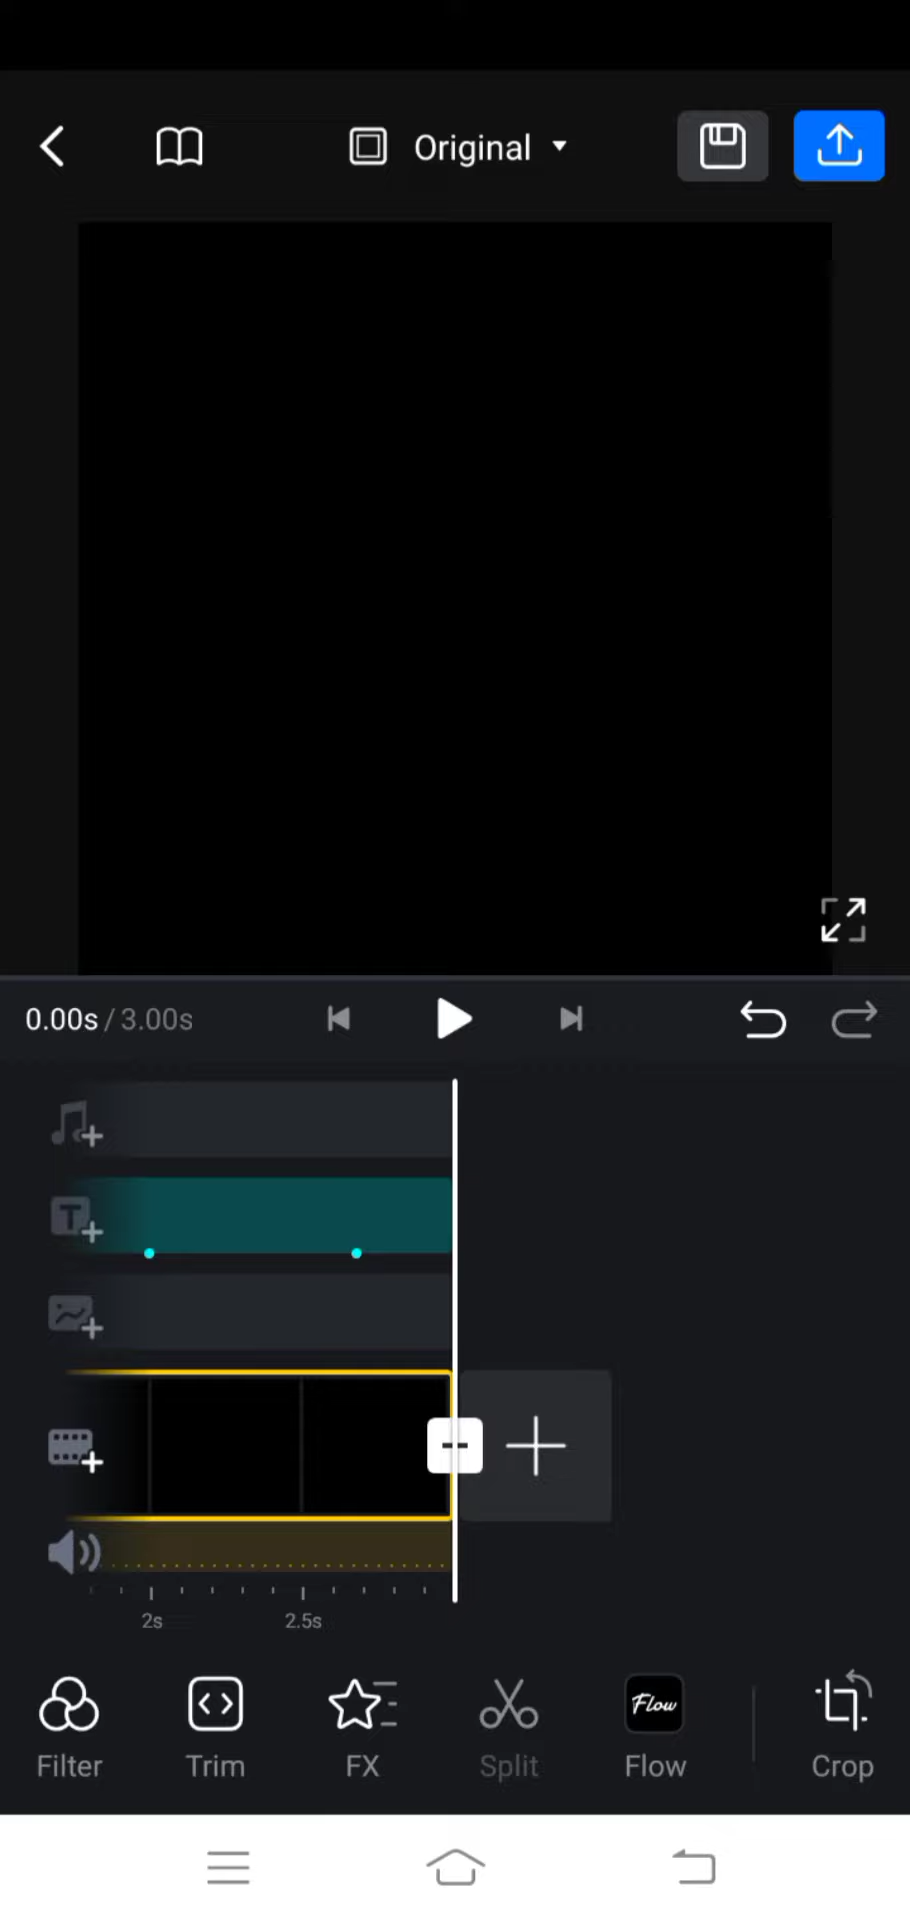 Original
0.00s / 3.00s
T
2s 2.5s
Flow
Filter Trim FX Split Flow Crop